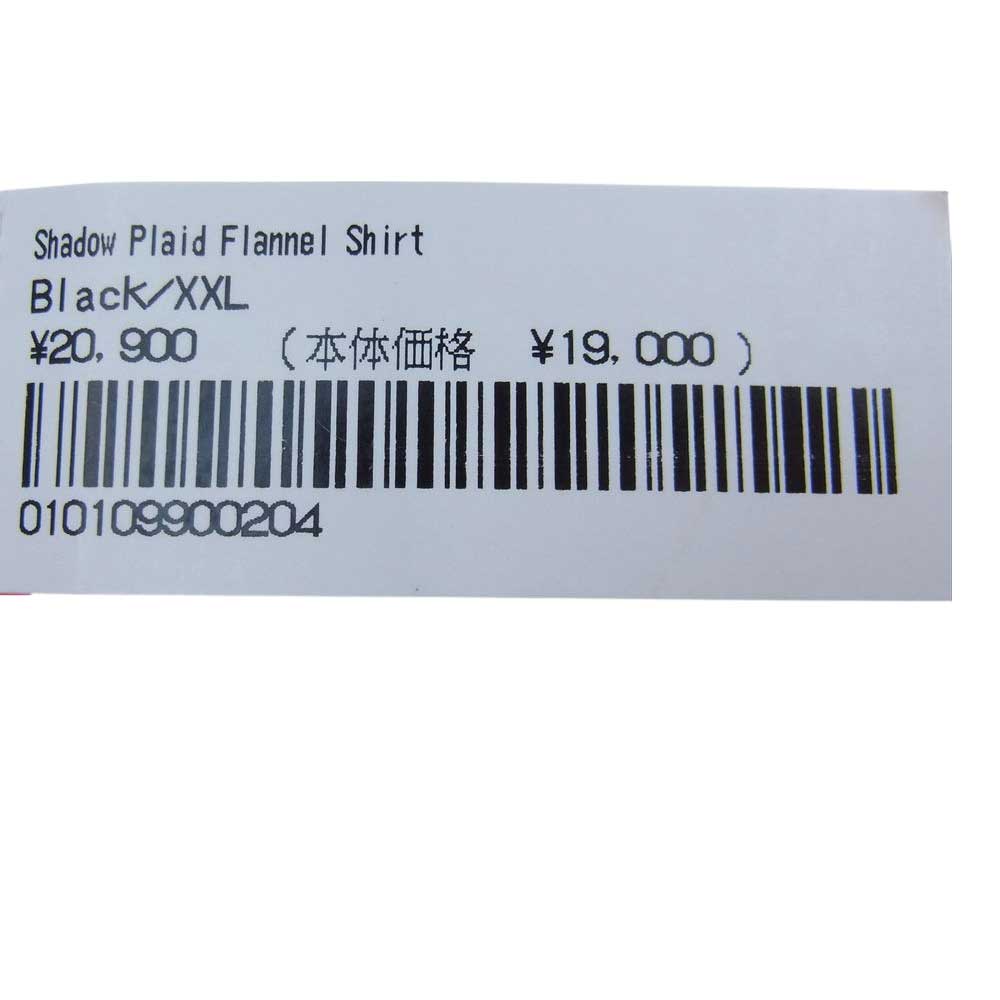 Shadow Plaid Flannel Shirt
Black/XXL
¥20,900 (本体価格 ¥19,000)
010109900204